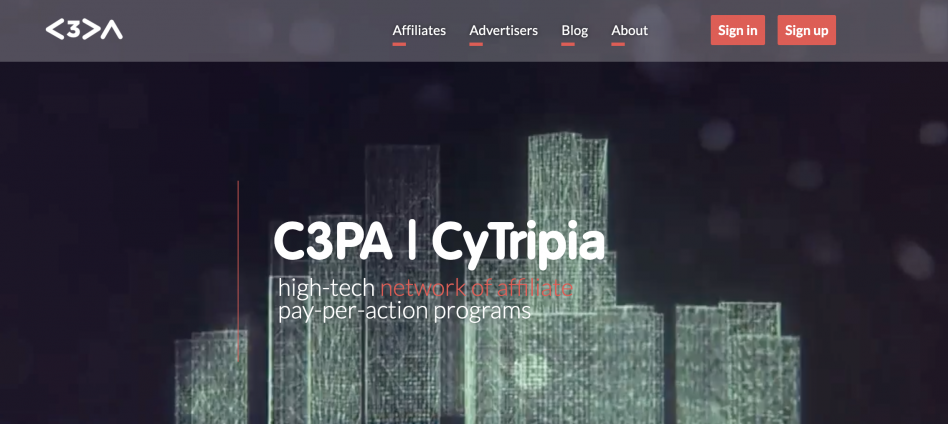 <3>Λ
Affiliates
Advertisers
Blog
About
Sign in
Sign up
C3PA | CyTripia
high-tech network of affiliate
pay-per-action programs